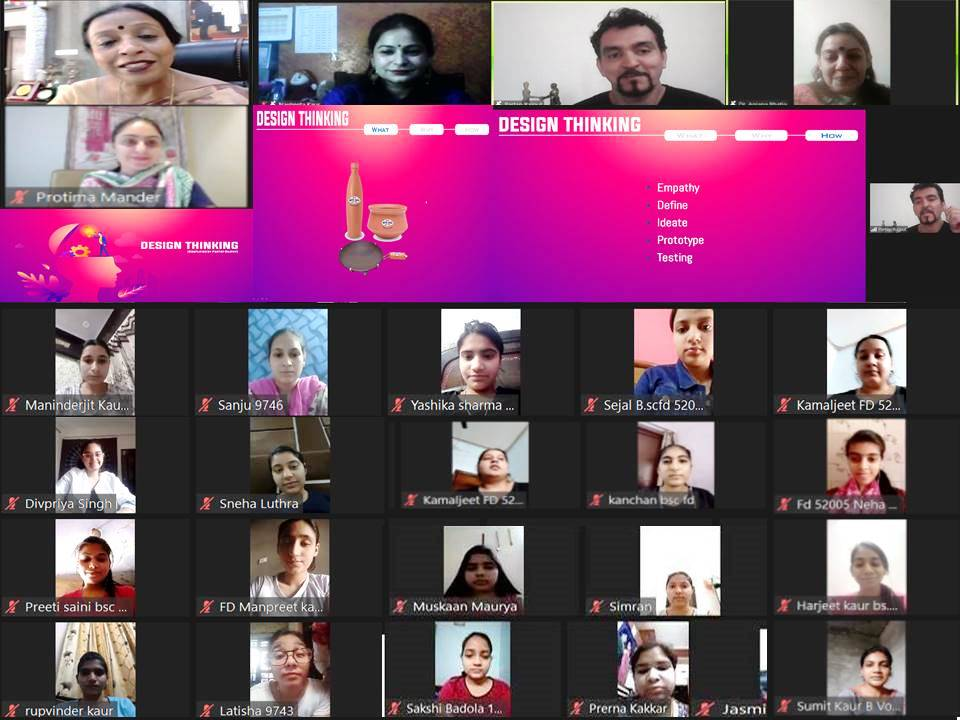 Protima Mander
DESIGN THINKING
DESIGN THINKING
WHAT
WHY
HOW
DESIGN THINKING
WHAT
WHY
HOW
Empathy
Define
Ideate
Prototype
Testing
Maninderjit Kau...
Sanju 9746
Yashika sharma ...
Sejal B.scfd 520...
Kamaljeet FD 52...
Divpriya Singh
Sneha Luthra
Kamaljeet FD 52...
kanchan bsc fd
Fd 52005 Neha ...
Preeti saini bsc ...
FD Manpreet ka...
Muskaan Maurya
Simran
Harjeet kaur bs....
rupvinder kaur
Latisha 9743
Sakshi Badola 1...
Prerna Kakkar
Jasmi
Sumit Kaur B Vo...